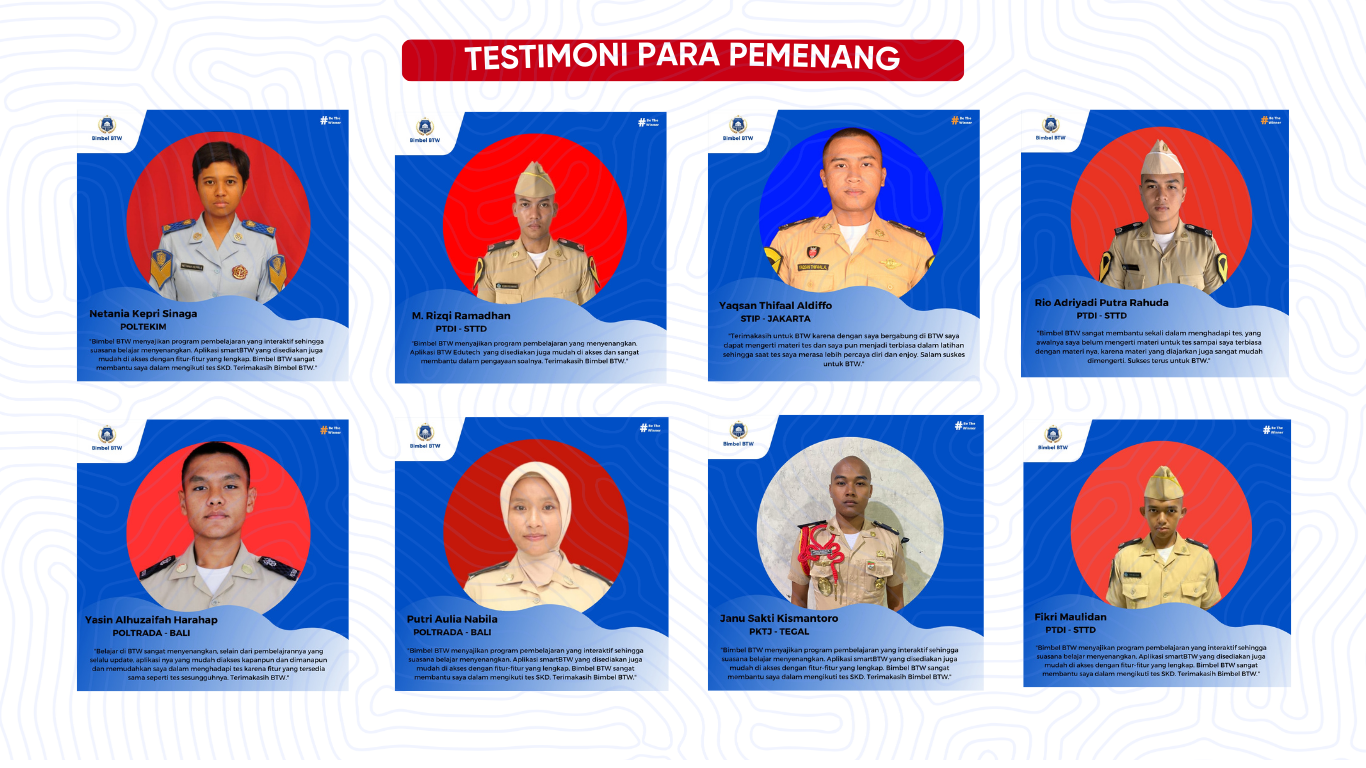 TESTIMONI PARA PEMENANG
Bimbel BTW
#Be The
Winner
Netania Kepri Sinaga
POLTEKIM
"Bimbel BTW menyajikan program pembelajaran yang interaktif sehingga
suasana belajar menyenangkan. Aplikasi smartBTW yang disediakan juga
mudah di akses dengan fitur-fitur yang lengkap. Bimbel BTW sangat
membantu saya dalam mengikuti tes SKD. Terimakasih Bimbel BTW."
Bimbel BTW
#Be The
Winner
M. Rizqi Ramadhan
PTDI - STTD
"Bimbel BTW menyajikan program pembelajaran yang menyenangkan.
Aplikasi BTW Edutech yang disediakan juga mudah di akses dan sangat
membantu dalam pengayaan soalnya. Terimakasih Bimbel BTW."
Bimbel BTW
#Be The
Winner
Yaqsan Thifaal Aldiffo
STIP - JAKARTA
"Terimakasih untuk BTW karena dengan saya bergabung di BTW saya
dapat mengerti materi tes dan saya pun menjadi terbiasa dalam latihan
sehingga saat tes saya merasa lebih percaya diri dan enjoy. Salam suskes
untuk BTW."
Bimbel BTW
#Be The
Winner
Rio Adriyadi Putra Rahuda
PTDI - STTD
"Bimbel BTW sangat membantu sekali dalam menghadapi tes, yang
awalnya saya belum mengerti materi untuk tes sampai saya terbiasa
dengan materi nya, karena materi yang diajarkan juga sangat mudah
dimengerti. Sukses terus untuk BTW."
Bimbel BTW
#Be The
Winner
Yasin Alhuzaifah Harahap
POLTRADA - BALI
"Belajar di BTW sangat menyenangkan, selain dari pembelajarannya yang
selalu update, aplikasi nya yang mudah diakses kapanpun dan dimanapun
dan memudahkan saya dalam menghadapi tes karena fitur yang tersedia
sama seperti tes sesungguhnya. Terimakasih BTW."
Bimbel BTW
#Be The
Winner
Putri Aulia Nabila
POLTRADA - BALI
"Bimbel BTW menyajikan program pembelajaran yang interaktif sehingga
suasana belajar menyenangkan. Aplikasi smartBTW yang disediakan juga
mudah di akses dengan fitur-fitur yang lengkap. Bimbel BTW sangat
membantu saya dalam mengikuti tes SKD. Terimakasih Bimbel BTW."
Bimbel BTW
#Be The
Winner
Janu Sakti Kismantoro
PKTJ - TEGAL
"Bimbel BTW menyajikan program pembelajaran yang interaktif sehingga
suasana belajar menyenangkan. Aplikasi smartBTW yang disediakan juga
mudah di akses dengan fitur-fitur yang lengkap. Bimbel BTW sangat
membantu saya dalam mengikuti tes SKD. Terimakasih Bimbel BTW."
Bimbel BTW
#Be The
Winner
Fikri Maulidan
PTDI - STTD
"Bimbel BTW menyajikan program pembelajaran yang interaktif sehingga
suasana belajar menyenangkan. Aplikasi smartBTW yang disediakan juga
mudah di akses dengan fitur-fitur yang lengkap. Bimbel BTW sangat
membantu saya dalam mengikuti tes SKD. Terimakasih Bimbel BTW."